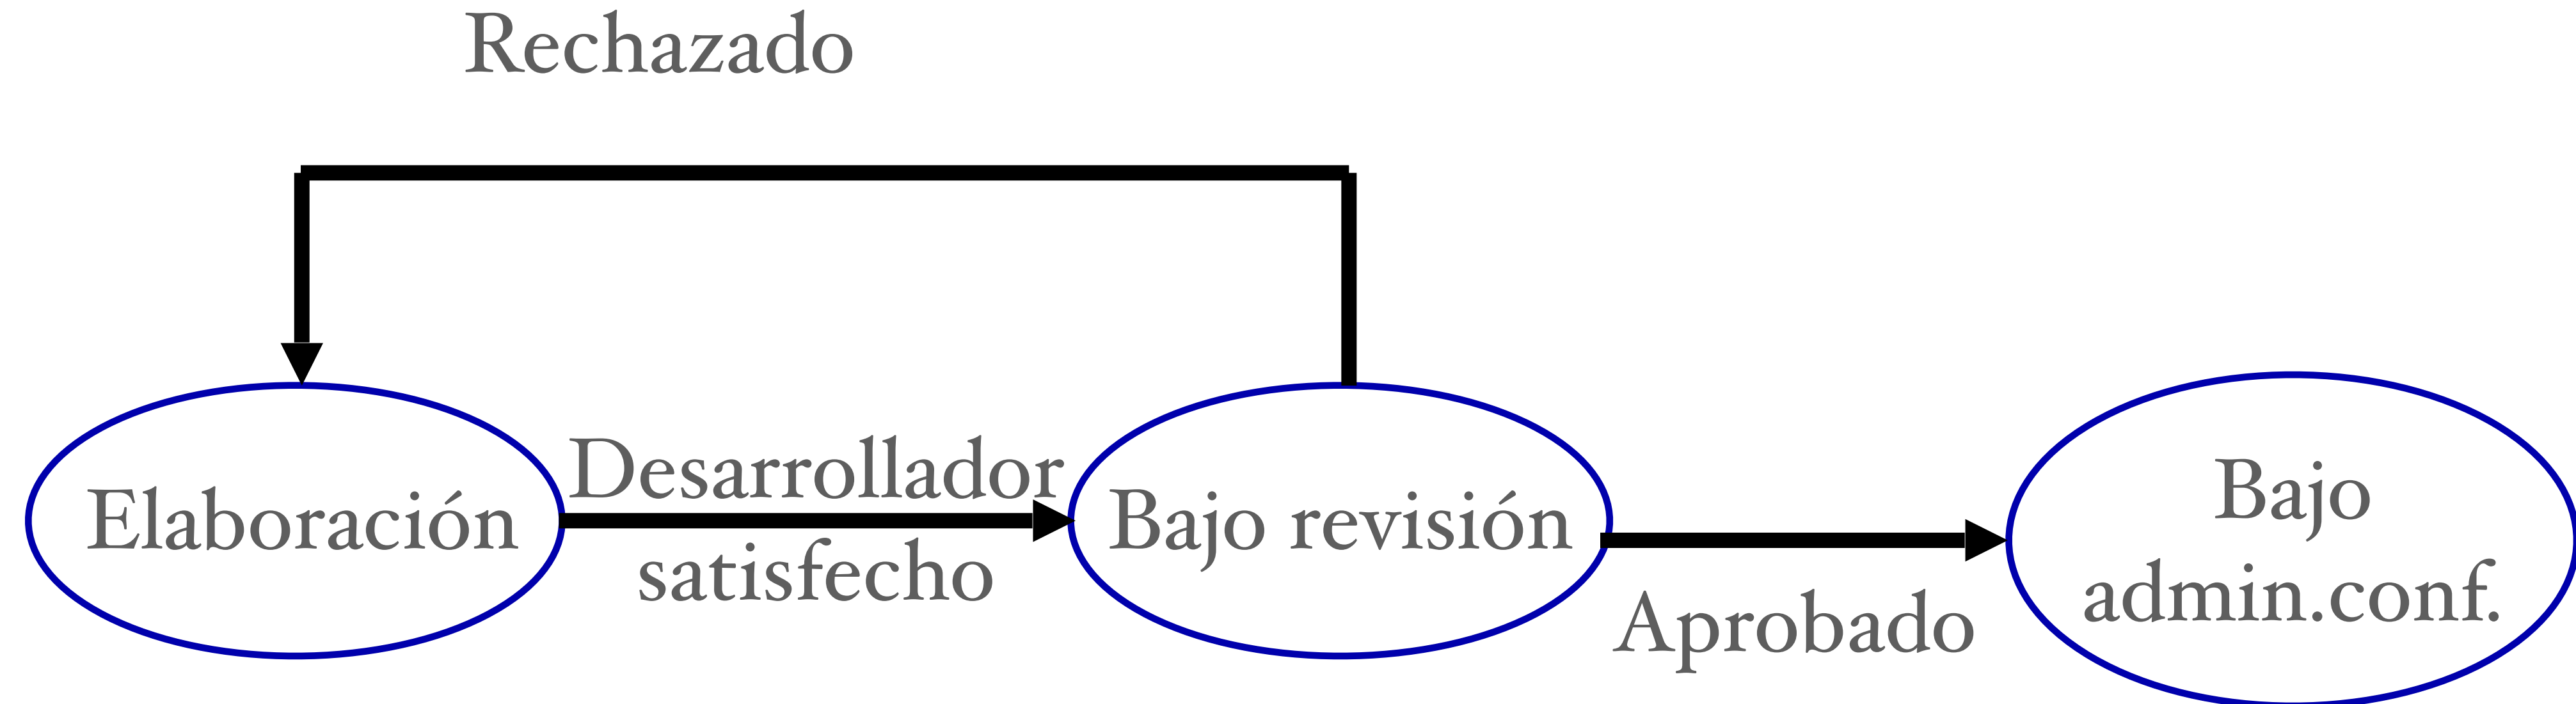 Rechazado
Elaboración
Desarrollador
satisfecho
Bajo revisión
Aprobado
Bajo
admin.conf.